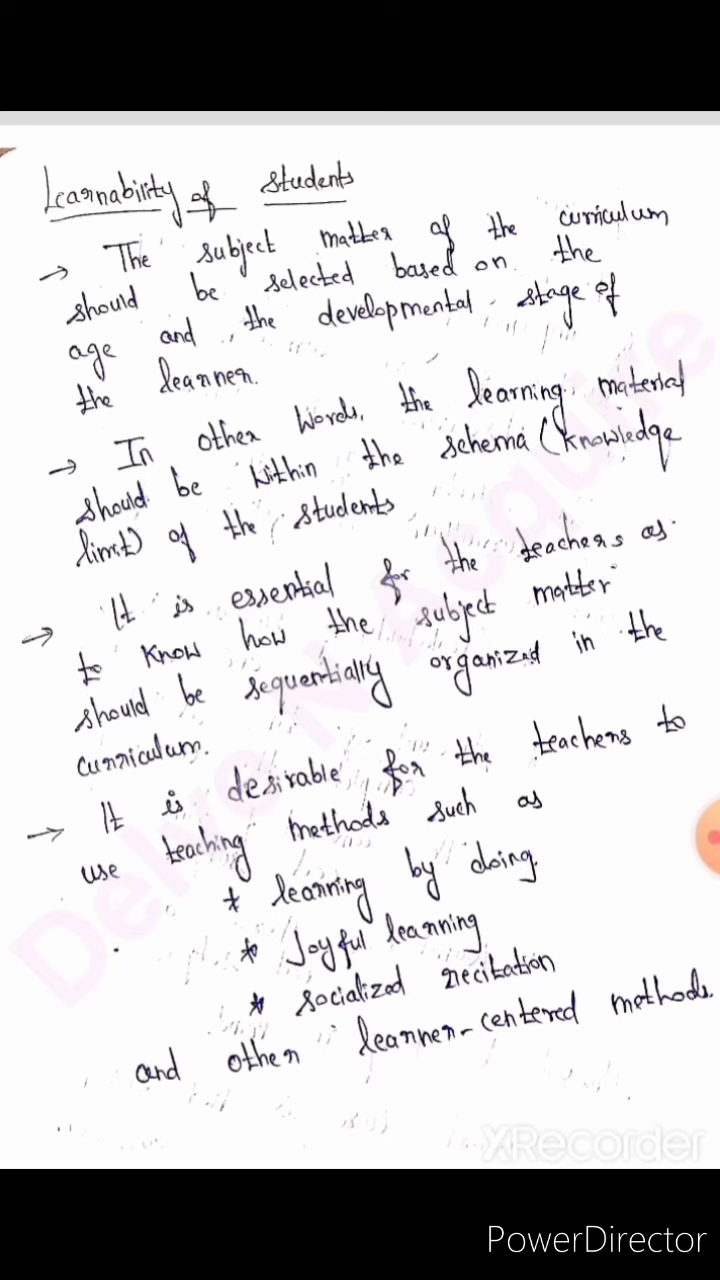 Learnability of students
→ The subject matter of the curriculum
should be selected based on the
age and the developmental stage of
the learner.
→ In other words, the learning material
should be within the schema (knowledge
limit) of the students
→ It is essential for the teachers as
to know how the subject matter
should be sequentially organized in the
curriculum.
→ It is desirable for the teachers to
use teaching methods such as
* learning by doing.
* Joyful learning
* socialized recitation
and other learner-centered methods.
Delve N Acquire
XRecorder
PowerDirector